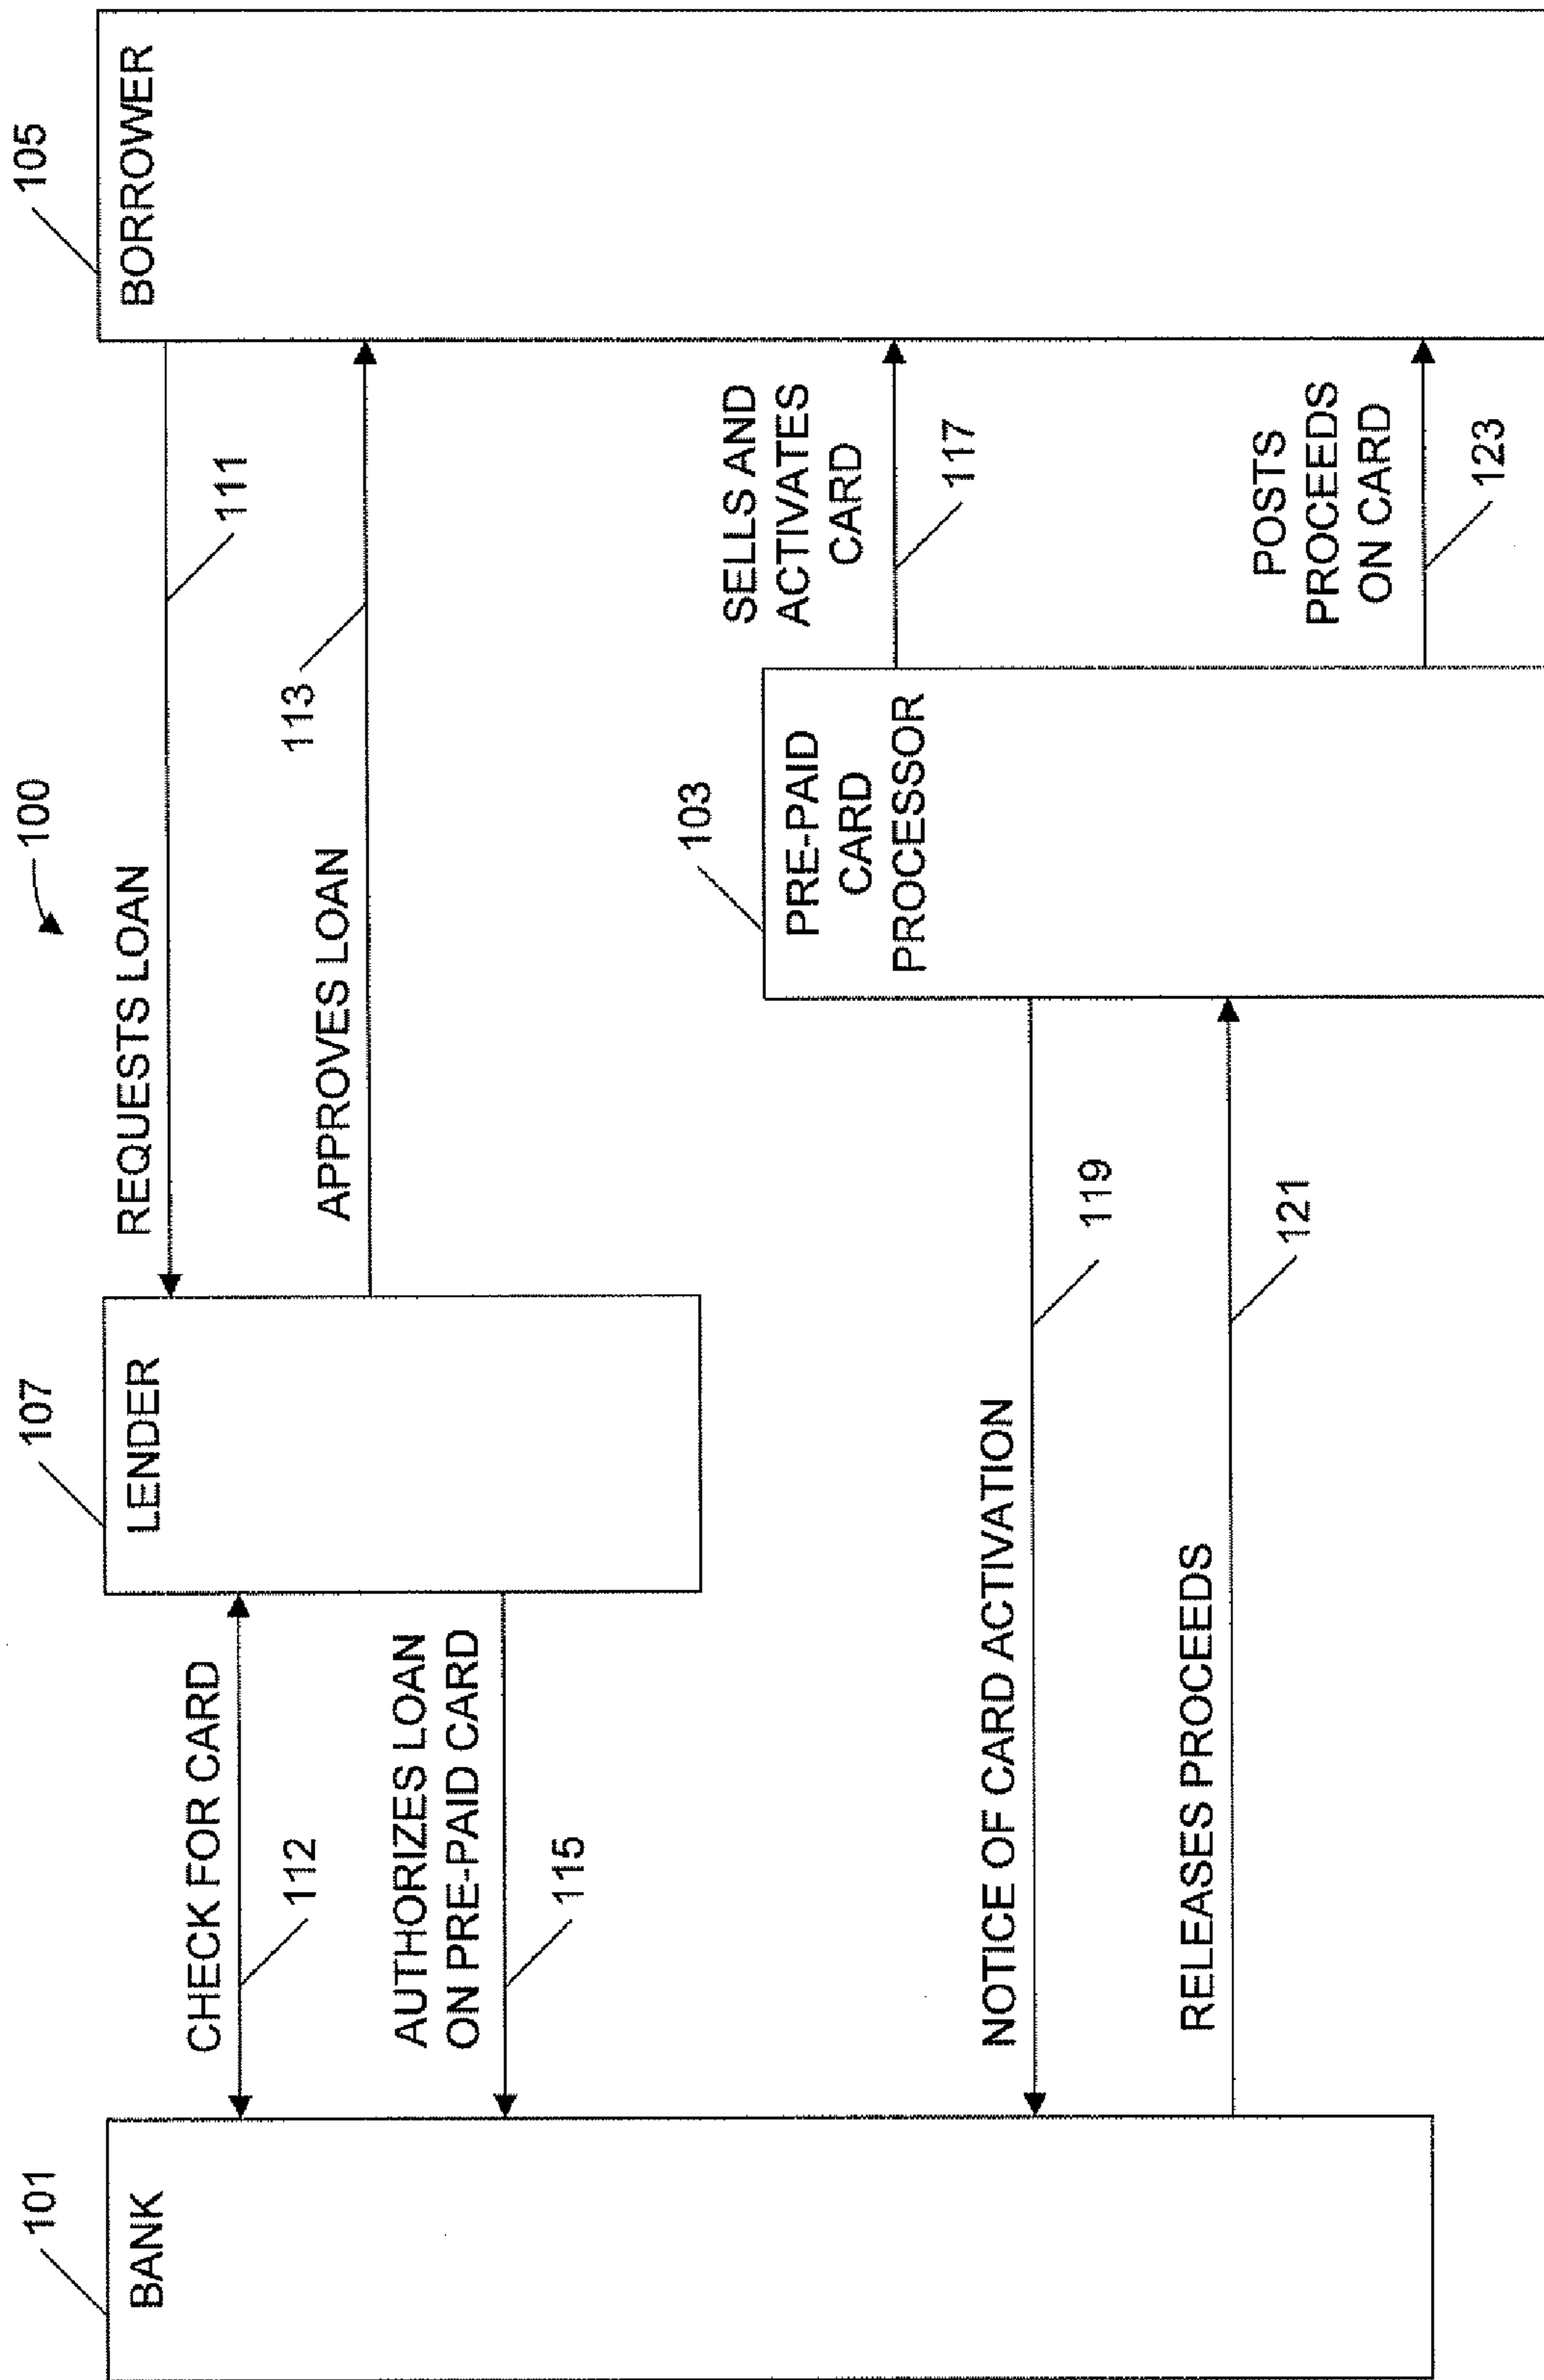 100
101
BANK
107
LENDER
105
BORROWER
REQUESTS LOAN
111
CHECK FOR CARD
112
APPROVES LOAN
113
AUTHORIZES LOAN
ON PRE-PAID CARD
115
103
PRE-PAID
CARD
PROCESSOR
SELLS AND
ACTIVATES
CARD
117
NOTICE OF CARD ACTIVATION
119
RELEASES PROCEEDS
121
POSTS
PROCEEDS
ON CARD
123